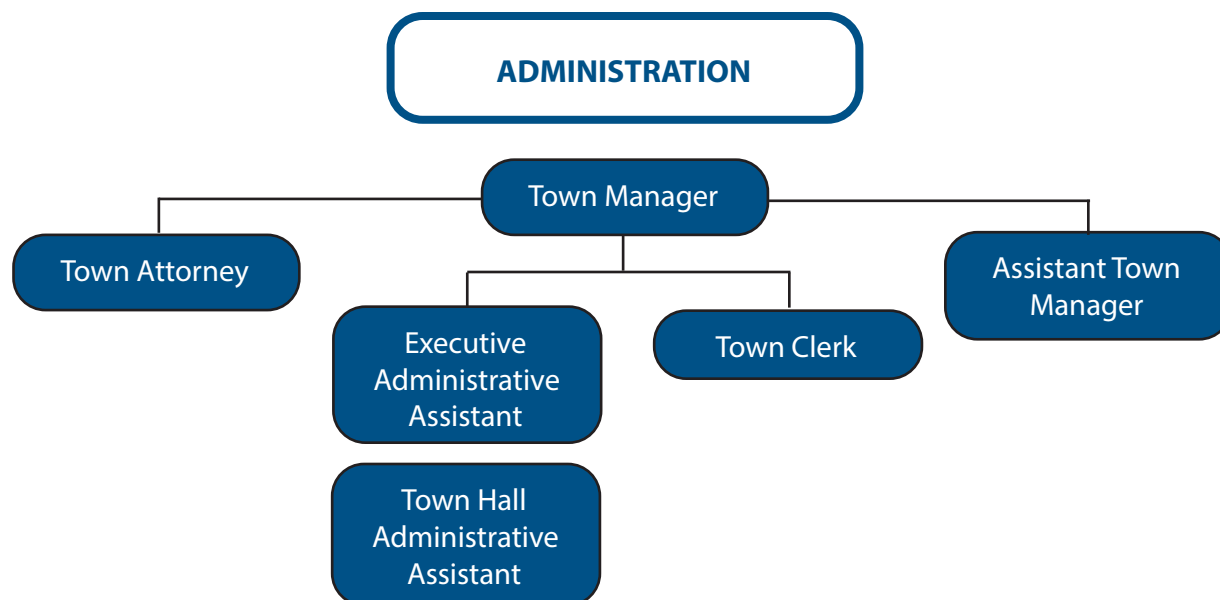 ADMINISTRATION
Town Manager
Town Attorney
Assistant Town
Manager
Executive
Administrative
Assistant
Town Clerk
Town Hall
Administrative
Assistant